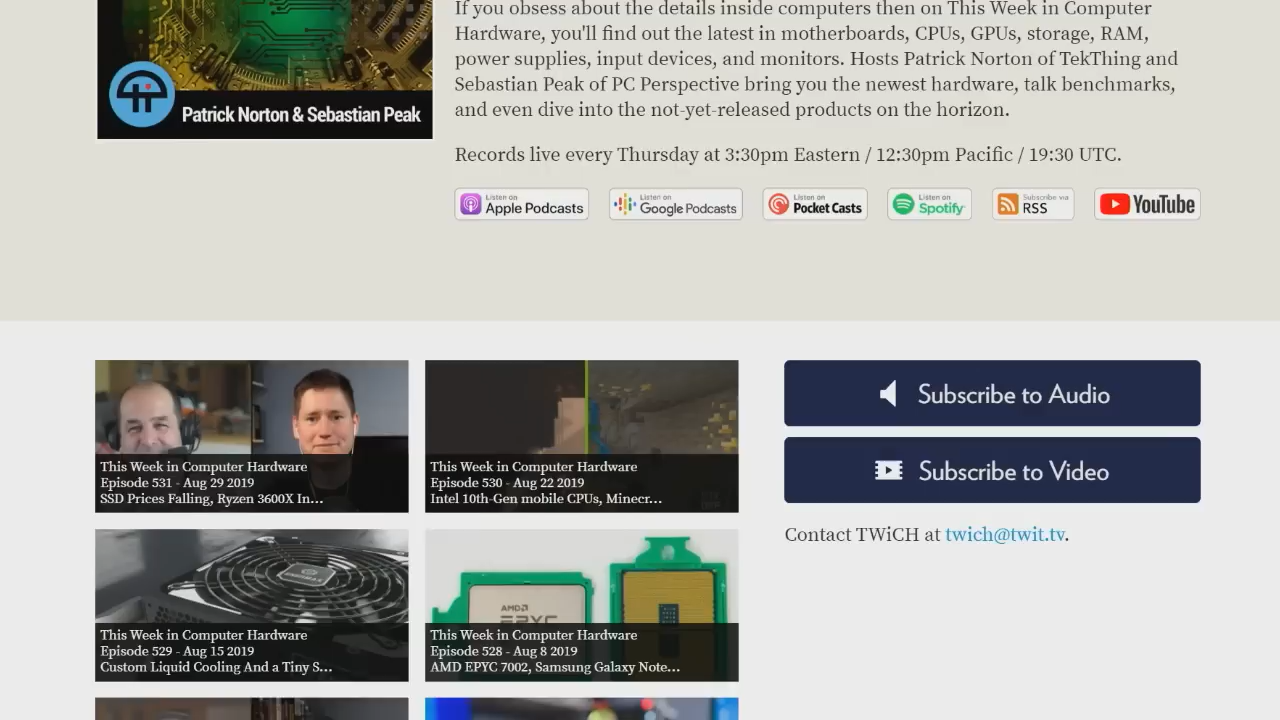 If you obsess about the details inside computers then on This Week in Computer
Hardware, you'll find out the latest in motherboards, CPUs, GPUs, storage, RAM,
power supplies, input devices, and monitors. Hosts Patrick Norton of TekThing and
Sebastian Peak of PC Perspective bring you the newest hardware, talk benchmarks,
and even dive into the not-yet-released products on the horizon.
Patrick Norton & Sebastian Peak
Records live every Thursday at 3:30pm Eastern / 12:30pm Pacific / 19:30 UTC.
Listen on
Apple Podcasts
Listen on
Google Podcasts
Listen on
Pocket Casts
Listen on
Spotify
Subscribe via
RSS
YouTube
This Week in Computer Hardware
Episode 531 - Aug 29 2019
SSD Prices Falling, Ryzen 3600X In...
This Week in Computer Hardware
Episode 530 - Aug 22 2019
Intel 10th-Gen mobile CPUs, Minecr...
Subscribe to Audio
Subscribe to Video
Contact TWiCH at twich@twit.tv.
This Week in Computer Hardware
Episode 529 - Aug 15 2019
Custom Liquid Cooling And a Tiny S...
AMD
EPYC
This Week in Computer Hardware
Episode 528 - Aug 8 2019
AMD EPYC 7002, Samsung Galaxy Note...